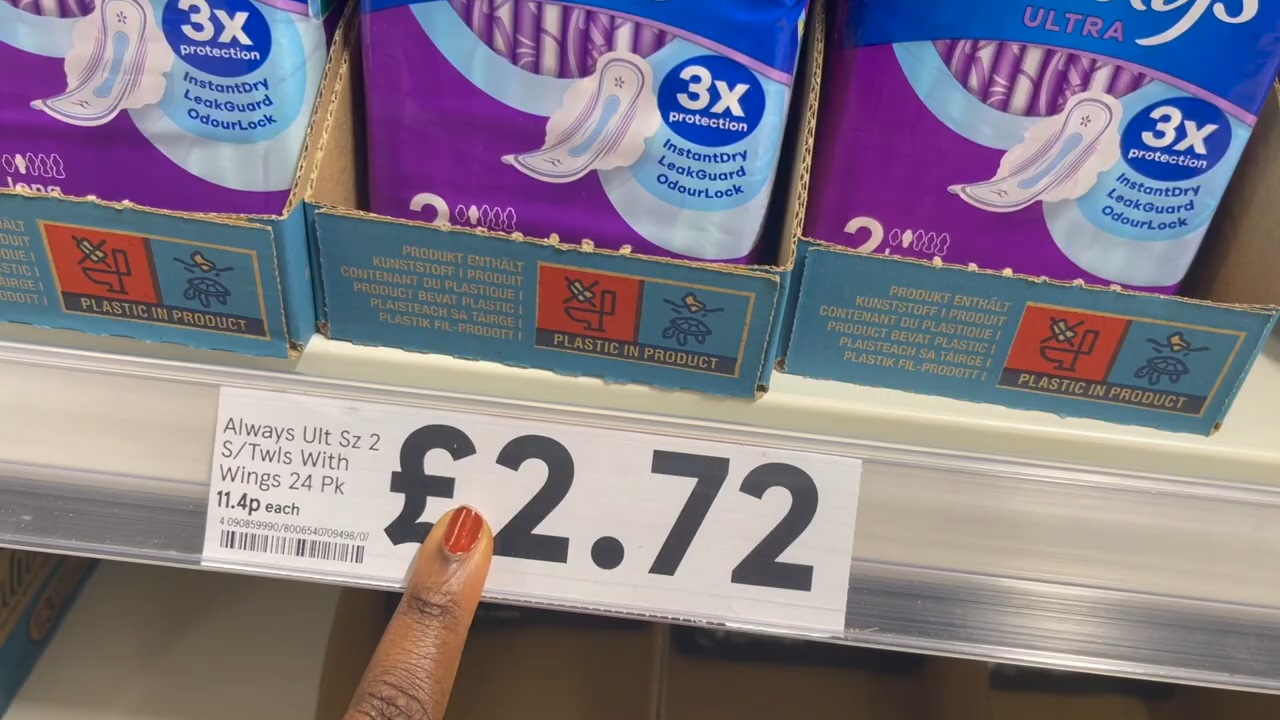 3x
protection
InstantDry
LeakGuard
OdourLock
long
3x
protection
InstantDry
LeakGuard
OdourLock
2
ULTRA
3x
protection
InstantDry
LeakGuard
OdourLock
2
PLASTIC IN PRODUCT
PRODUKT ENTHÄLT
KUNSTSTOFF I PRODUIT
CONTENANT DU PLASTIQUE I
PRODUCT BEVAT PLASTIC I
PLAISTEACH SA TÁIRGE I
PLASTIK FIL-PRODOTT I
PLASTIC IN PRODUCT
PRODUKT ENTHÄLT
KUNSTSTOFF I PRODUIT
CONTENANT DU PLASTIQUE I
PRODUCT BEVAT PLASTIC I
PLAISTEACH SA TÁIRGE I
PLASTIK FIL-PRODOTT I
PLASTIC IN PRODUCT
Always Ult Sz 2
S/Twls With
Wings 24 Pk
11.4p each
4 090859990/8006540709498/07
£2.72